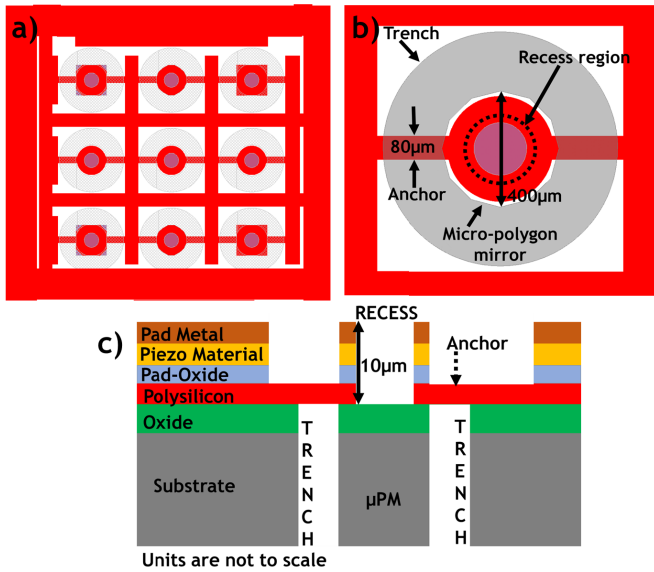 a)
b)
Trench
Recess region
80µm
Anchor
400µm
Micro-polygon
mirror
c)
RECESS
Pad Metal
Piezo Material
Pad-Oxide
Polysilicon
Oxide
Substrate
10µm
Anchor
TRENCH
µPM
TRENCH
Units are not to scale